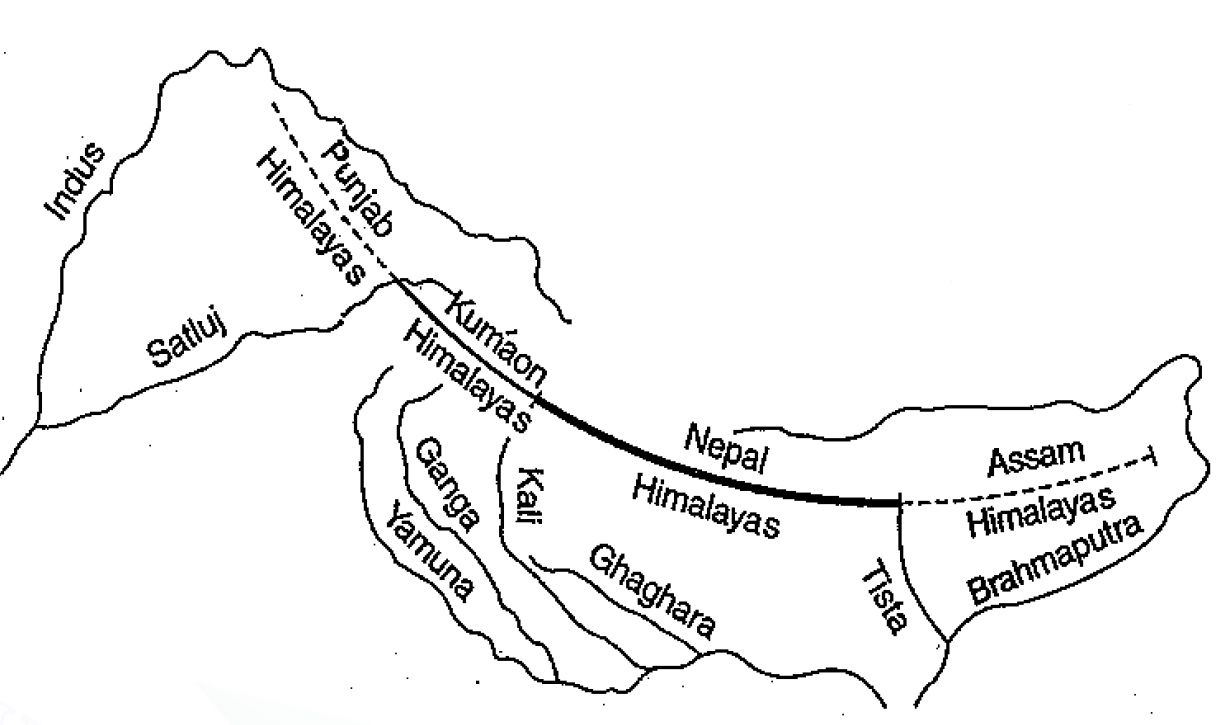 Indus
Punjab
Himalayas
Satluj
Kumaon
Himalayas
Nepal
Himalayas
Assam
Himalayas
Brahmaputra
Ganga
Yamuna
Kali
Ghaghara
Tista